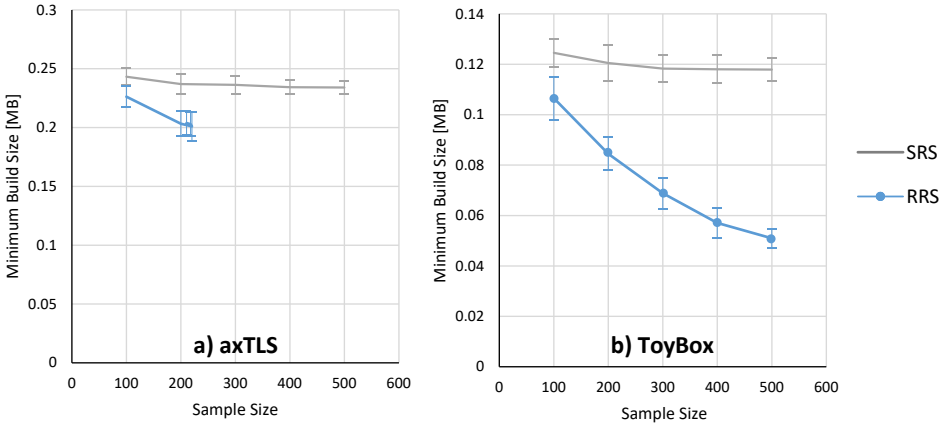 0.3
0.25
0.2
0.15
0.1
0.05
0
Minimum Build Size [MB]
a) axTLS
0 100 200 300 400 500 600
Sample Size
0.14
0.12
0.1
0.08
0.06
0.04
0.02
0
Minimum Build Size [MB]
b) ToyBox
0 100 200 300 400 500 600
Sample Size
SRS
RRS